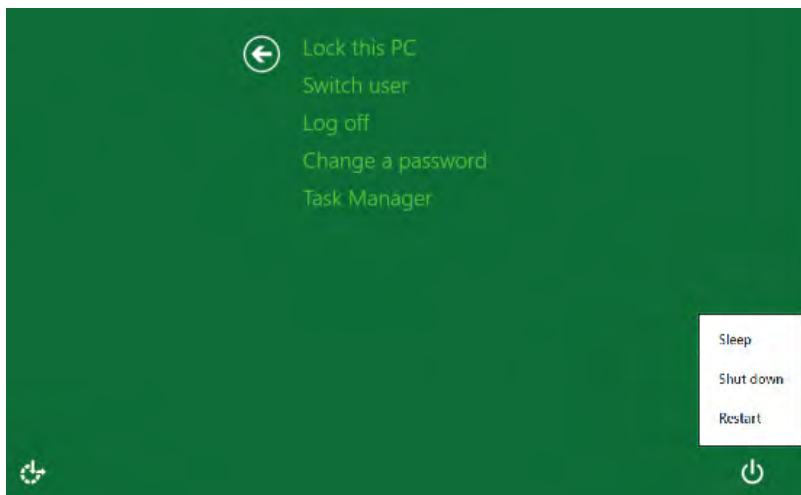 Lock this PC
Switch user
Log off
Change a password
Task Manager
Sleep
Shut down
Restart